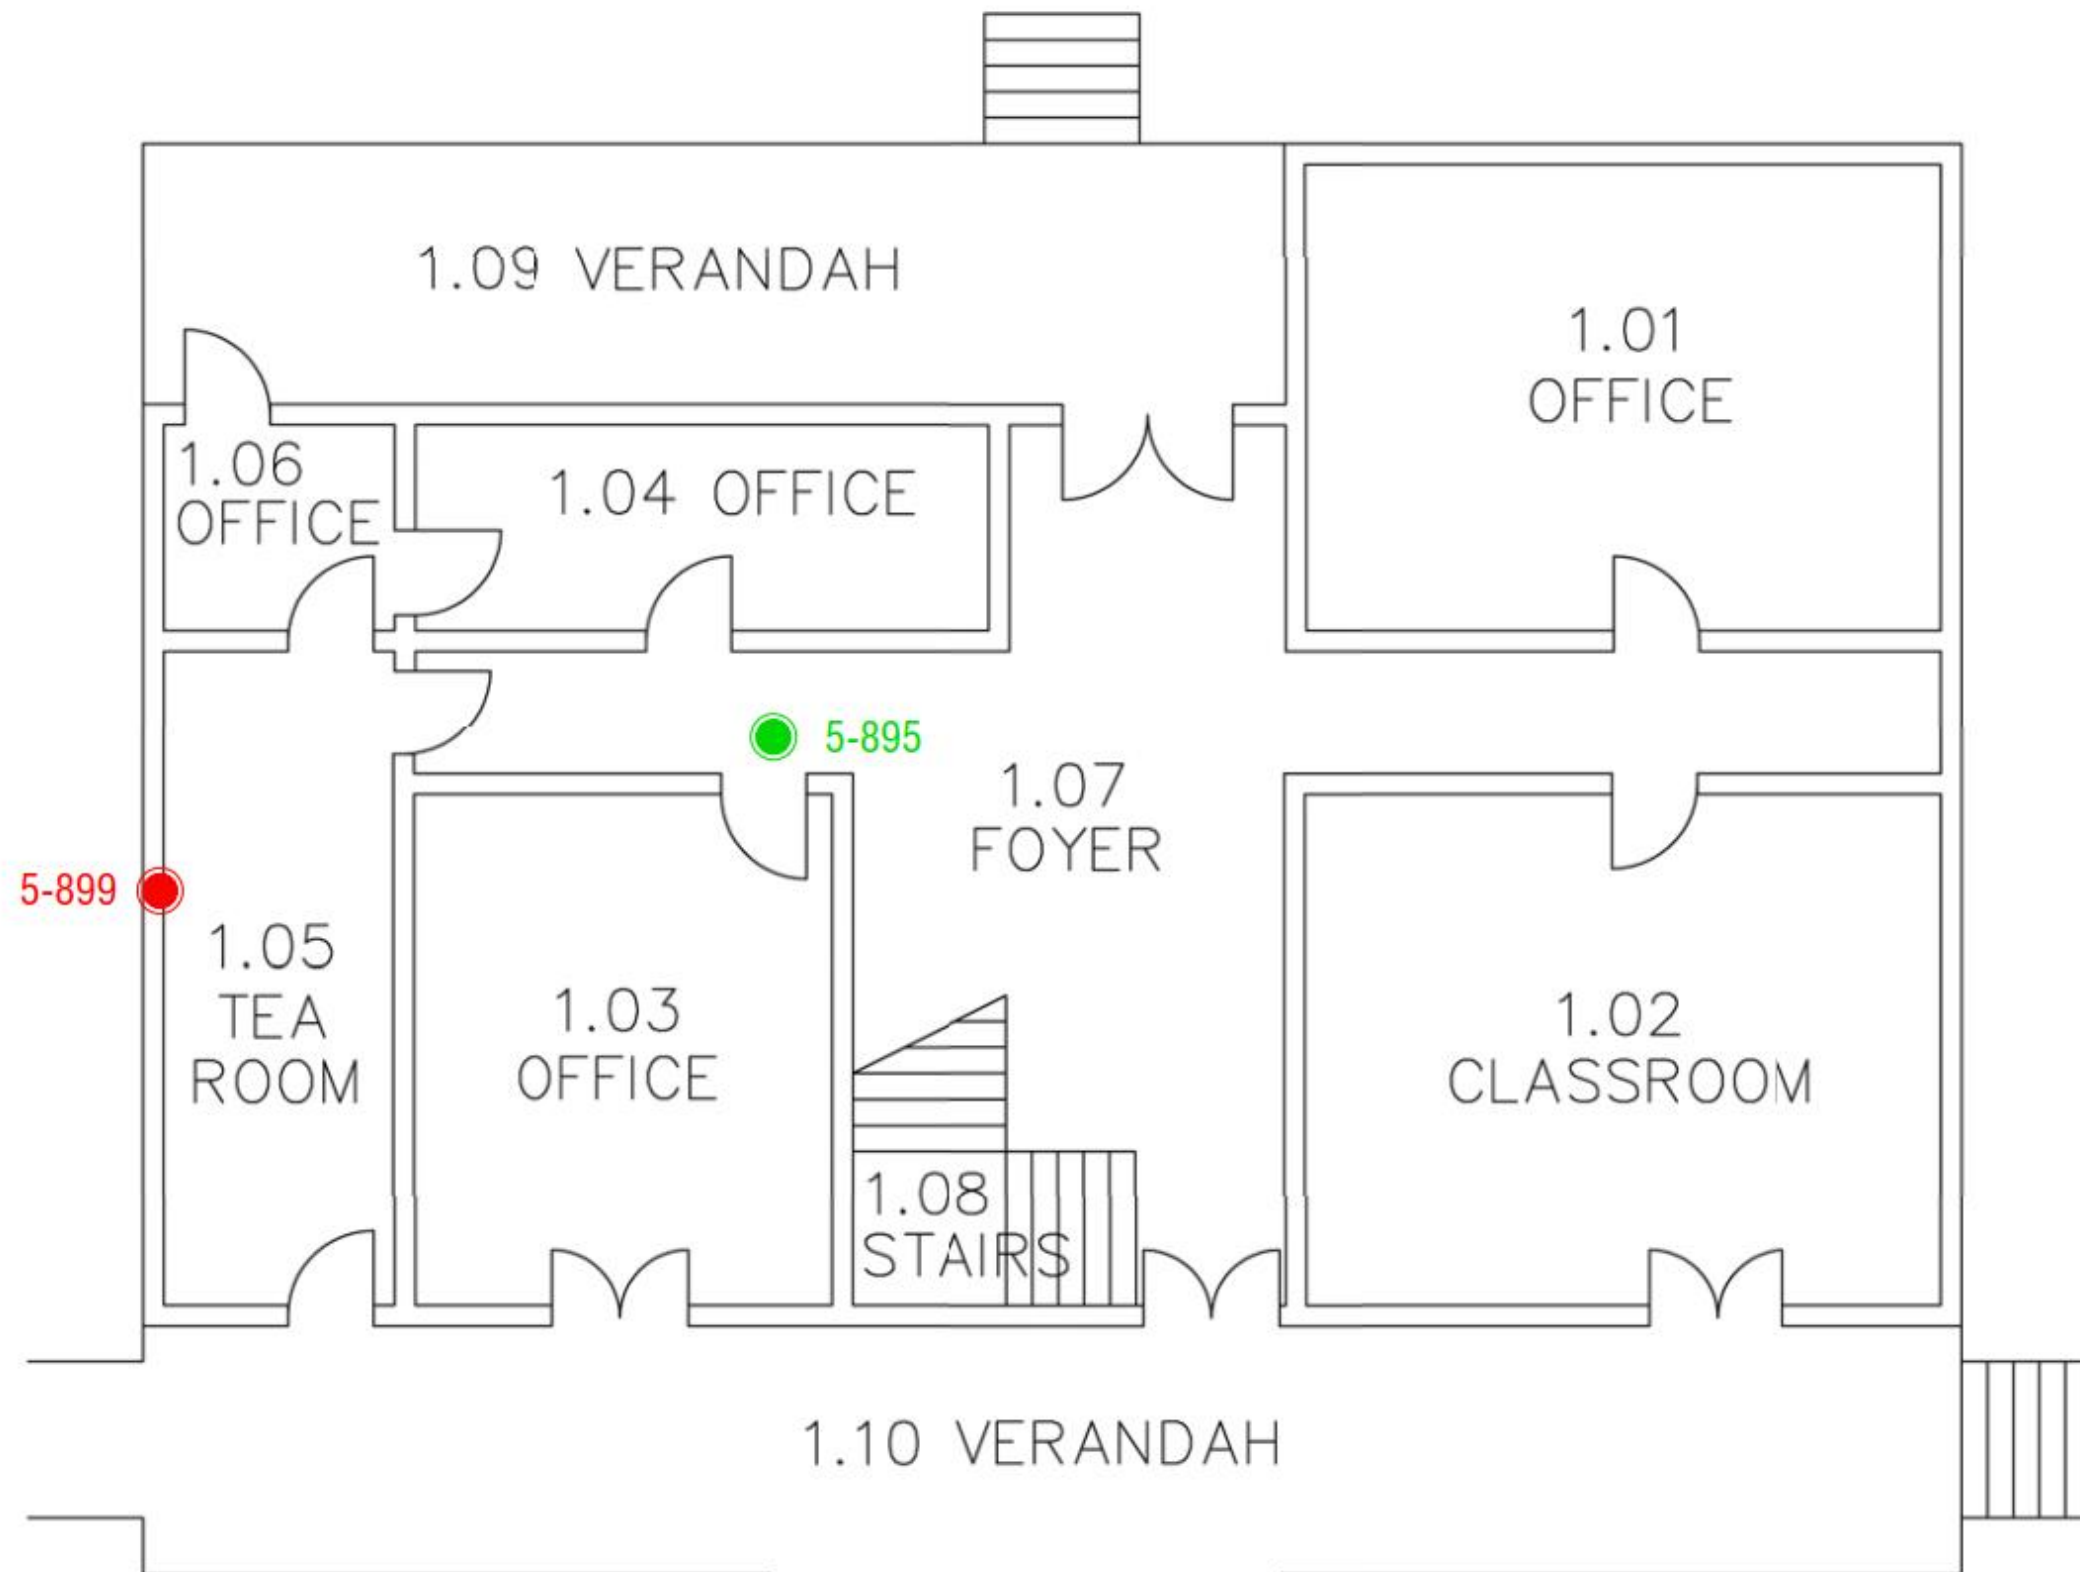 1.09 VERANDAH
1.01
OFFICE
1.06
OFFICE
1.04 OFFICE
5-895
1.07
FOYER
5-899
1.05
TEA
ROOM
1.03
OFFICE
1.02
CLASSROOM
1.08
STAIRS
1.10 VERANDAH